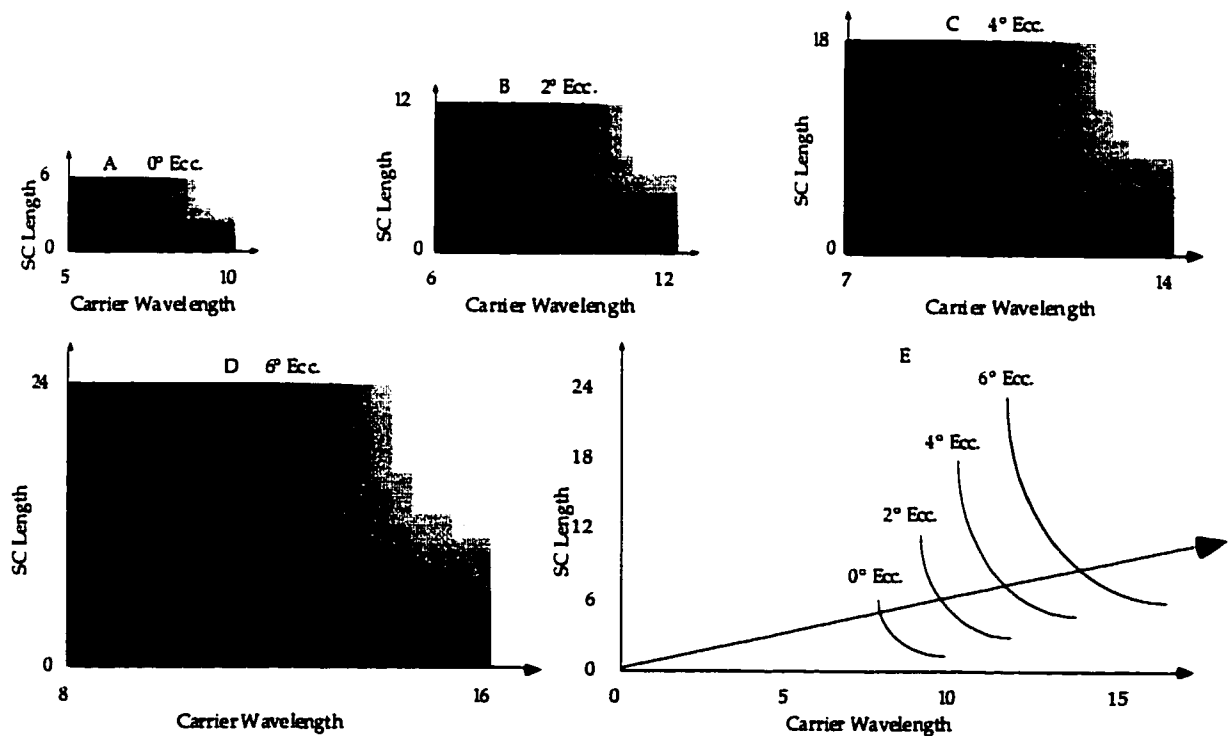 A 0° Ecc.
6
0
SC Length
5 10
Carrier Wavelength
B 2° Ecc.
12
0
SC Length
6 12
Carrier Wavelength
C 4° Ecc.
18
0
SC Length
7 14
Carrier Wavelength
D 6° Ecc.
24
0
SC Length
8 16
Carrier Wavelength
E
24
18
12
6
0
SC Length
6° Ecc.
4° Ecc.
2° Ecc.
0° Ecc.
0 5 10 15
Carrier Wavelength